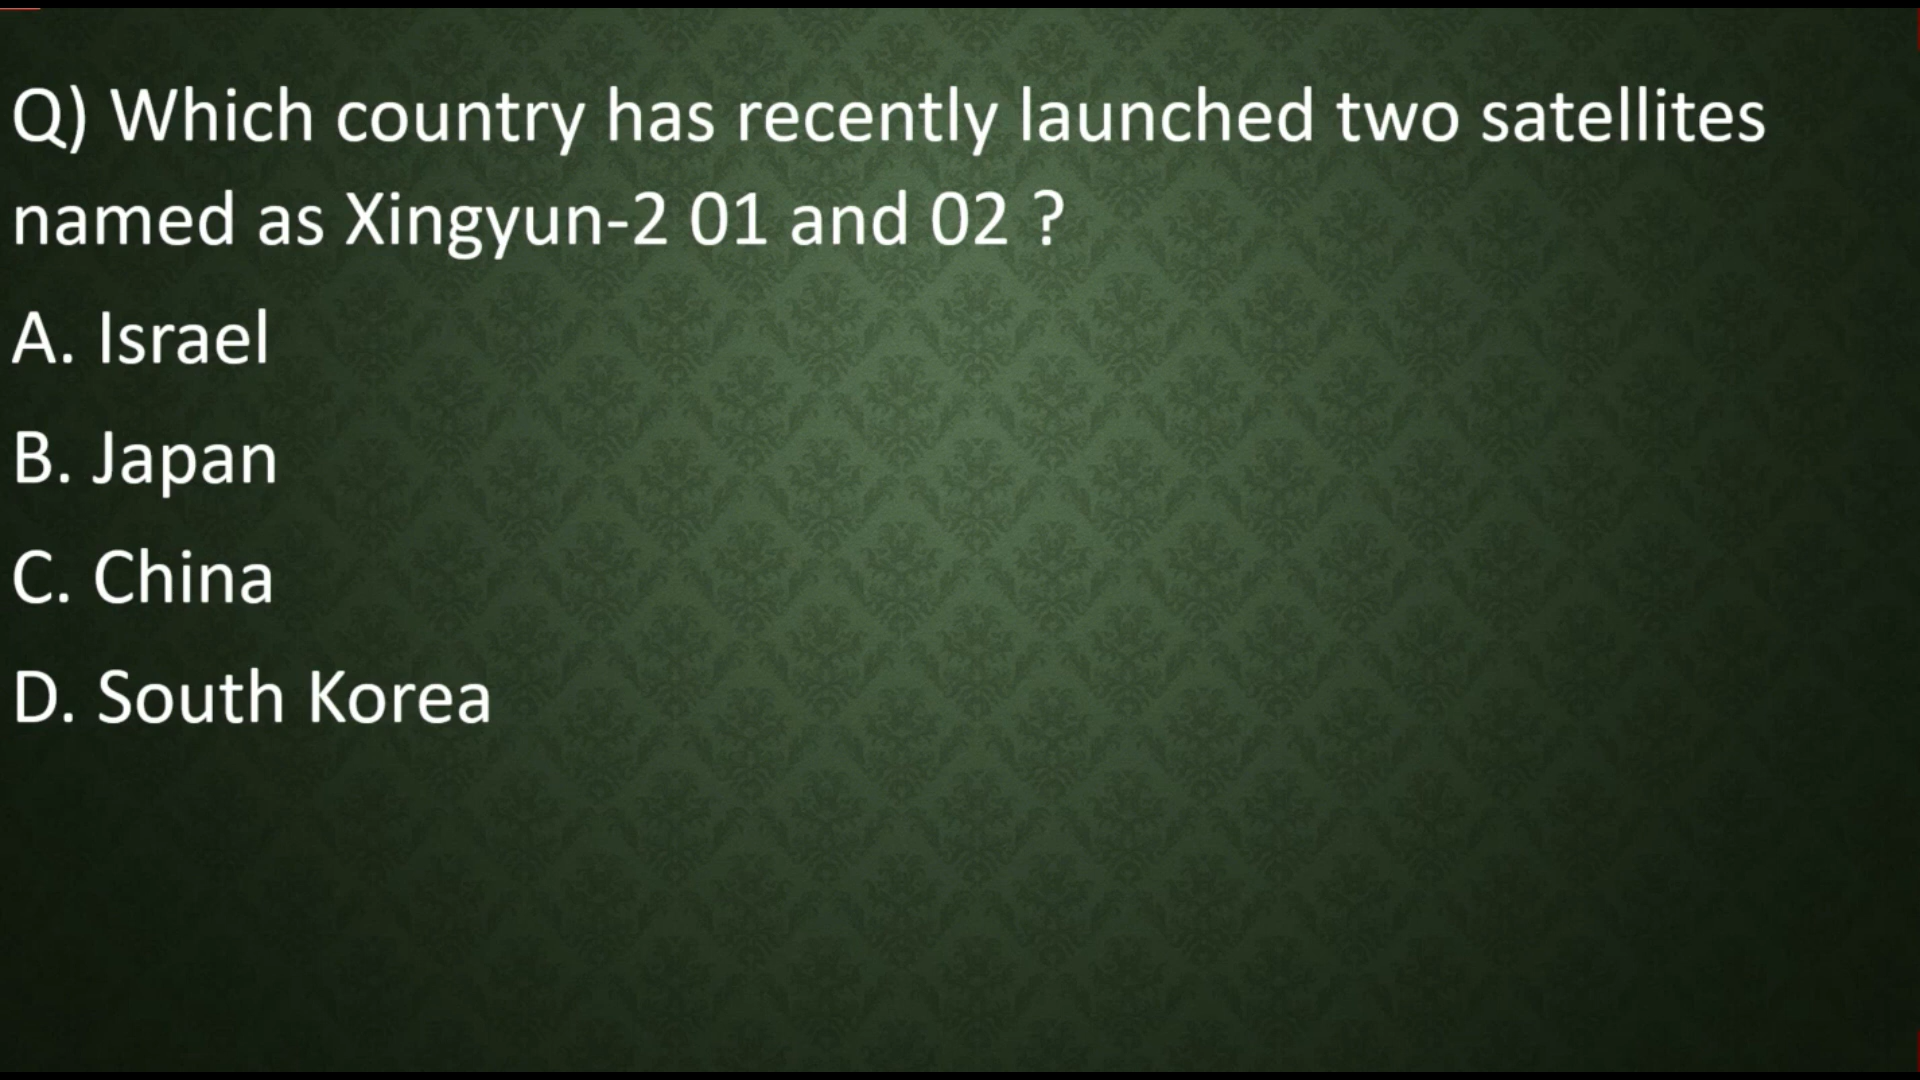 Q) Which country has recently launched two satellites
named as Xingyun-2 01 and 02 ?
A. Israel
B. Japan
C. China
D. South Korea